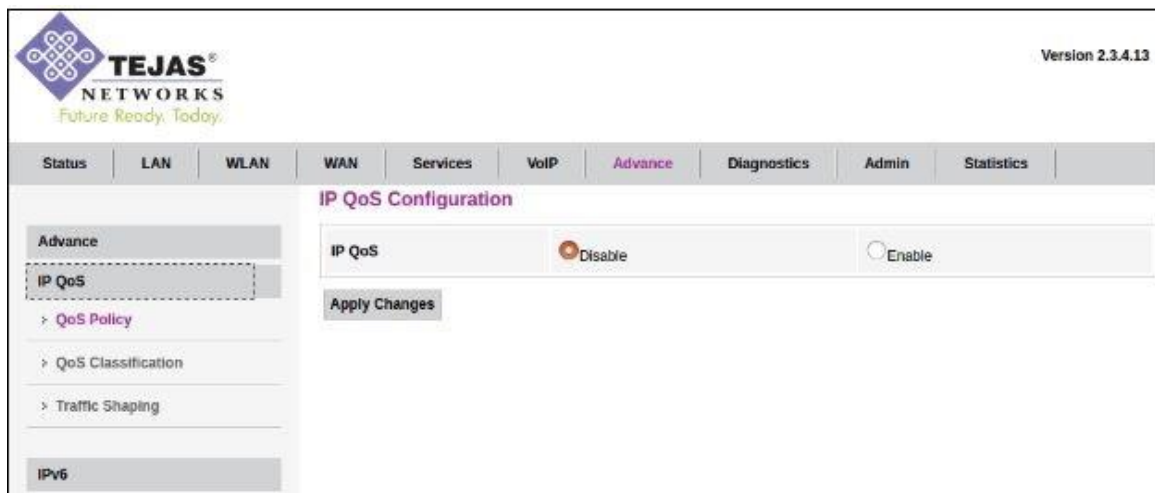 TEJAS®
NETWORKS
Future Ready. Today.
Version 2.3.4.13
Status LAN WLAN WAN Services VoIP Advance Diagnostics Admin Statistics
IP QoS Configuration
Advance
IP QoS
> QoS Policy
> QoS Classification
> Traffic Shaping
IPv6
IP QoS Disable Enable
Apply Changes